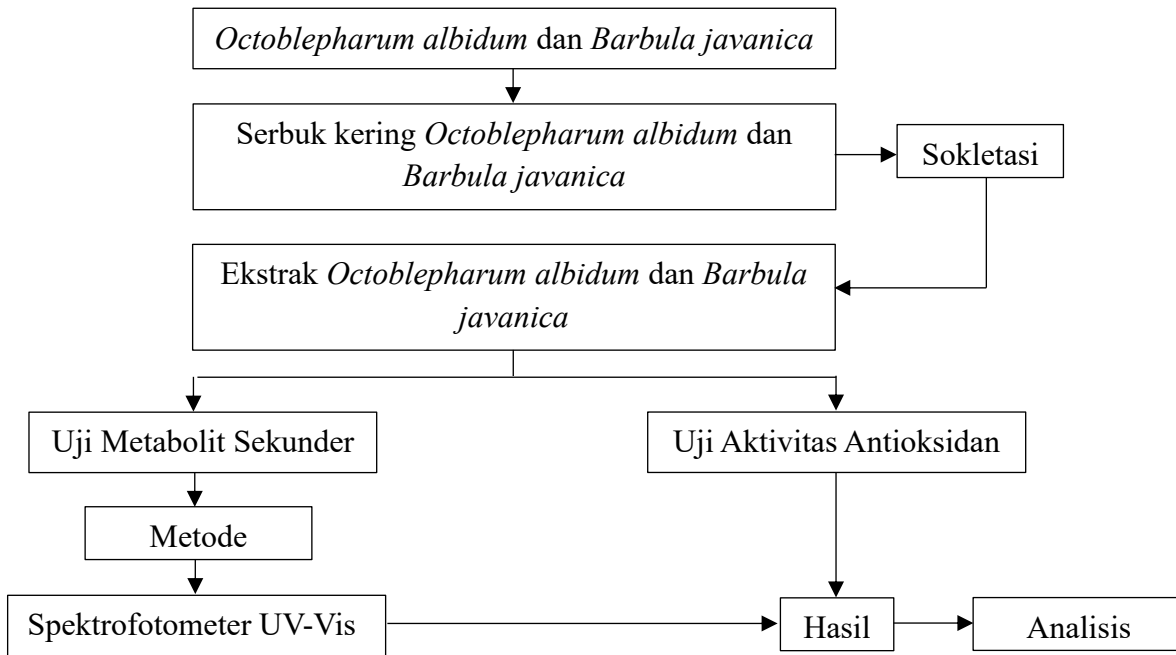 Octoblepharum albidum dan Barbula javanica
Serbuk kering Octoblepharum albidum dan
Barbula javanica
Sokletasi
Ekstrak Octoblepharum albidum dan Barbula
javanica
Uji Metabolit Sekunder
Uji Aktivitas Antioksidan
Metode
Spektrofotometer UV-Vis
Hasil
Analisis